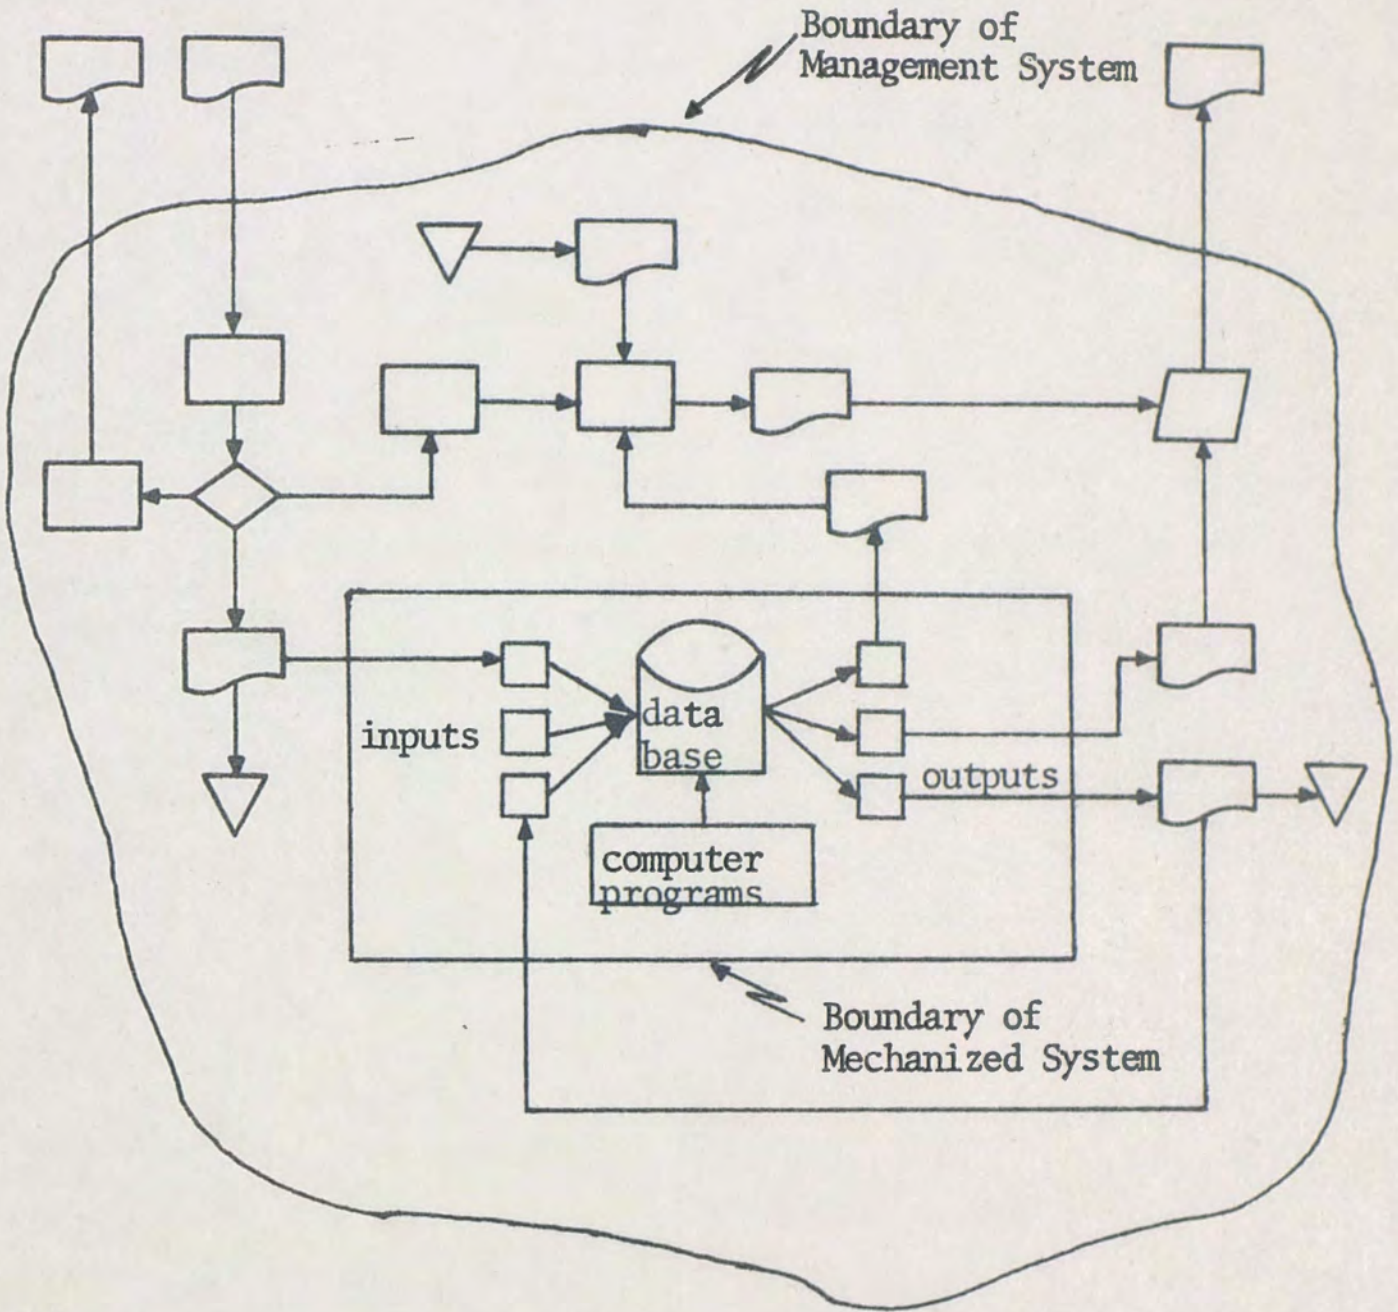 Boundary of
Management System
inputs
data
base
outputs
computer
programs
Boundary of
Mechanized System